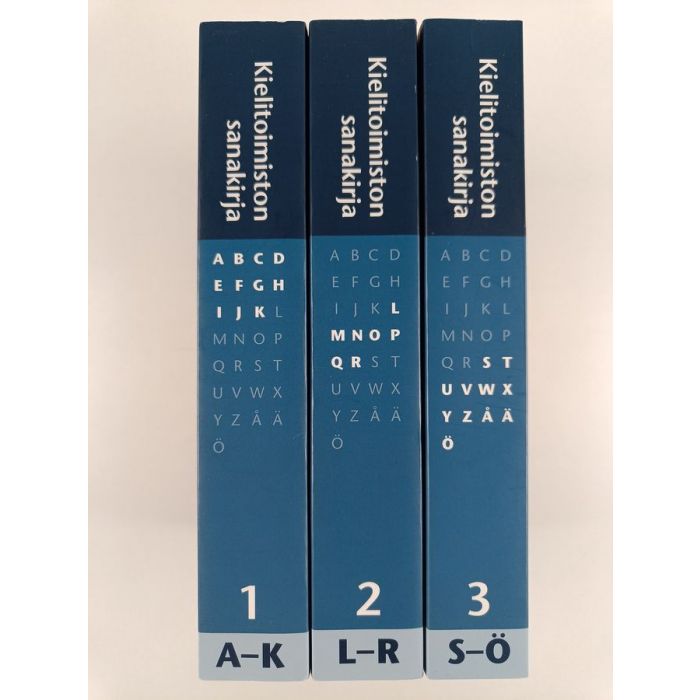 Kielitoimiston
sanakirja
A B C D
E F G H
I J K L
M N O P
Q R S T
U V W X
Y Z Å Ä
Ö
1
A–K
Kielitoimiston
sanakirja
A B C D
E F G H
I J K L
M N O P
Q R S T
U V W X
Y Z Å Ä
Ö
2
L–R
Kielitoimiston
sanakirja
A B C D
E F G H
I J K L
M N O P
Q R S T
U V W X
Y Z Å Ä
Ö
3
S–Ö